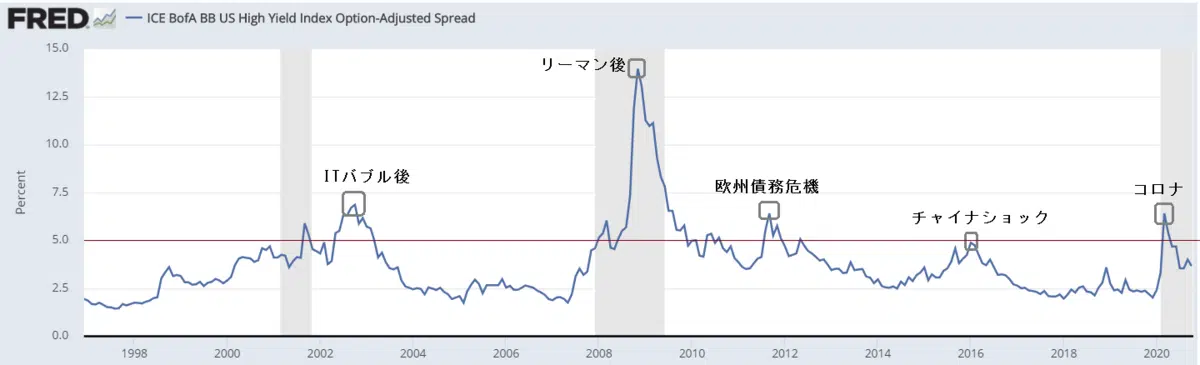 FRED
ICE BofA BB US High Yield Index Option-Adjusted Spread
15.0
12.5
10.0
7.5
5.0
2.5
0.0
Percent
リーマン後
ITバブル後
欧州債務危機
チャイナショック
コロナ
1998
2000
2002
2004
2006
2008
2010
2012
2014
2016
2018
2020